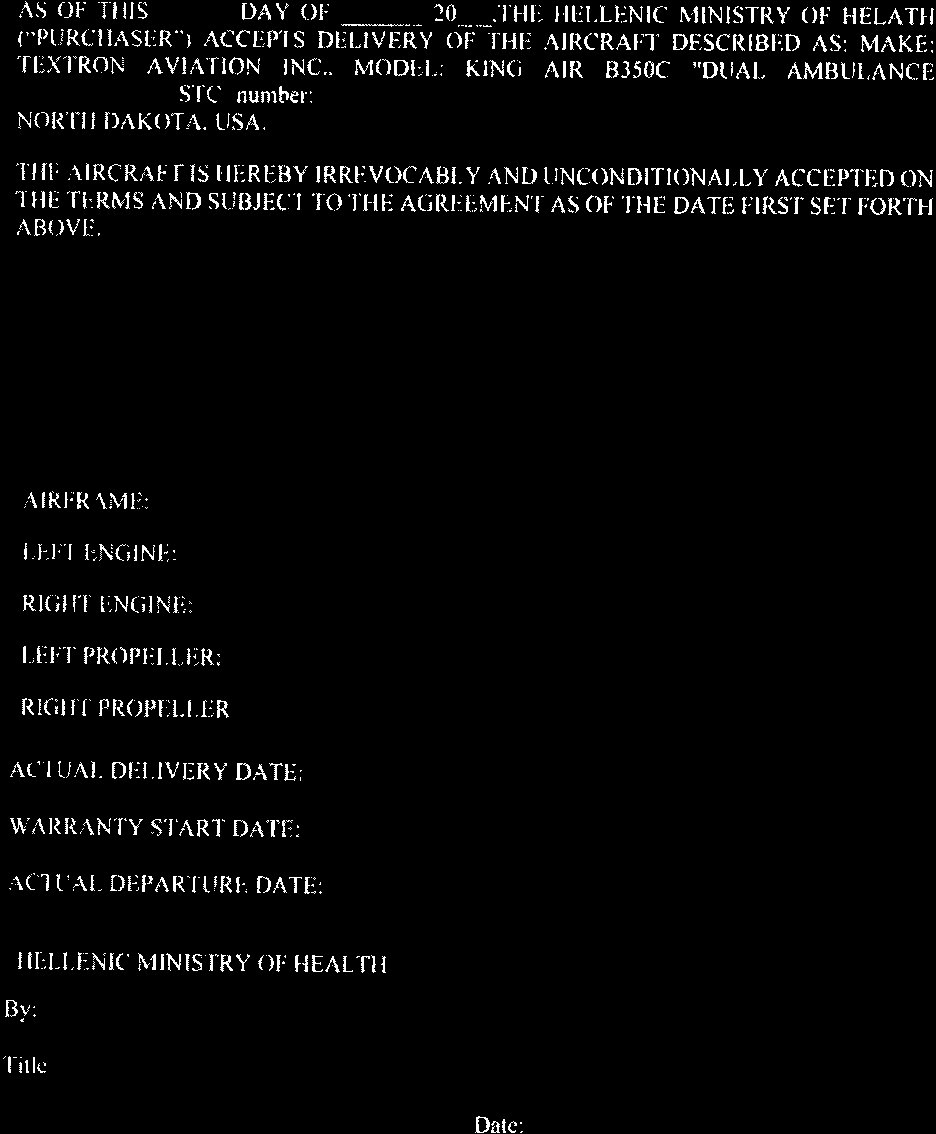 AS OF THIS DAY OF ________ 20___.THE HELLENIC MINISTRY OF HELATH
("PURCHASER") ACCEPTS DELIVERY OF THE AIRCRAFT DESCRIBED AS: MAKE:
TEXTRON AVIATION INC., MODEL: KING AIR B350C "DUAL AMBULANCE
STC number:
NORTH DAKOTA, USA.
THE AIRCRAFT IS HEREBY IRREVOCABLY AND UNCONDITIONALLY ACCEPTED ON
THE TERMS AND SUBJECT TO THE AGREEMENT AS OF THE DATE FIRST SET FORTH
ABOVE.
AIRFRAME:
LEFT ENGINE:
RIGHT ENGINE:
LEFT PROPELLER:
RIGHT PROPELLER
ACTUAL DELIVERY DATE:
WARRANTY START DATE:
ACTUAL DEPARTURE DATE:
HELLENIC MINISTRY OF HEALTH
By:
Title
Date: